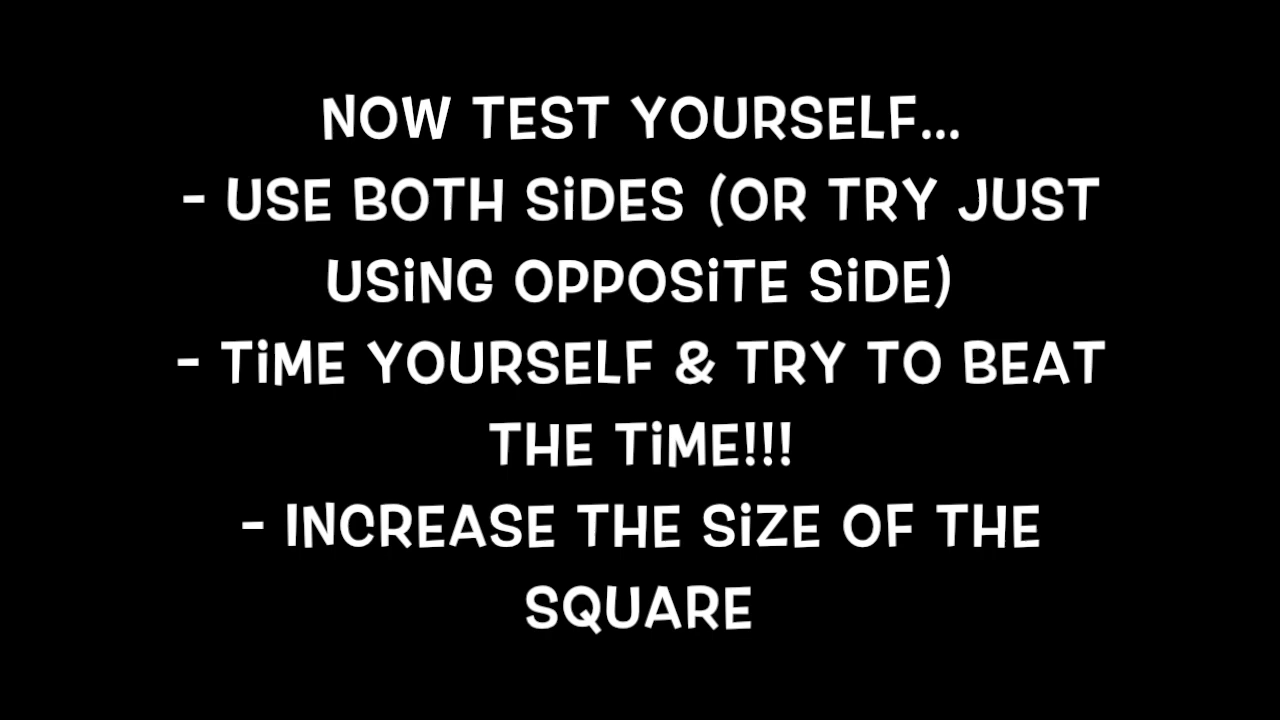 NOW TEST YOURSELF...
- USE BOTH SiDES (OR TRY JUST
USiNG OPPOSiTE SiDE)
- TiME YOURSELF & TRY TO BEAT
THE TiME!!!
- INCREASE THE SiZE OF THE
SQUARE